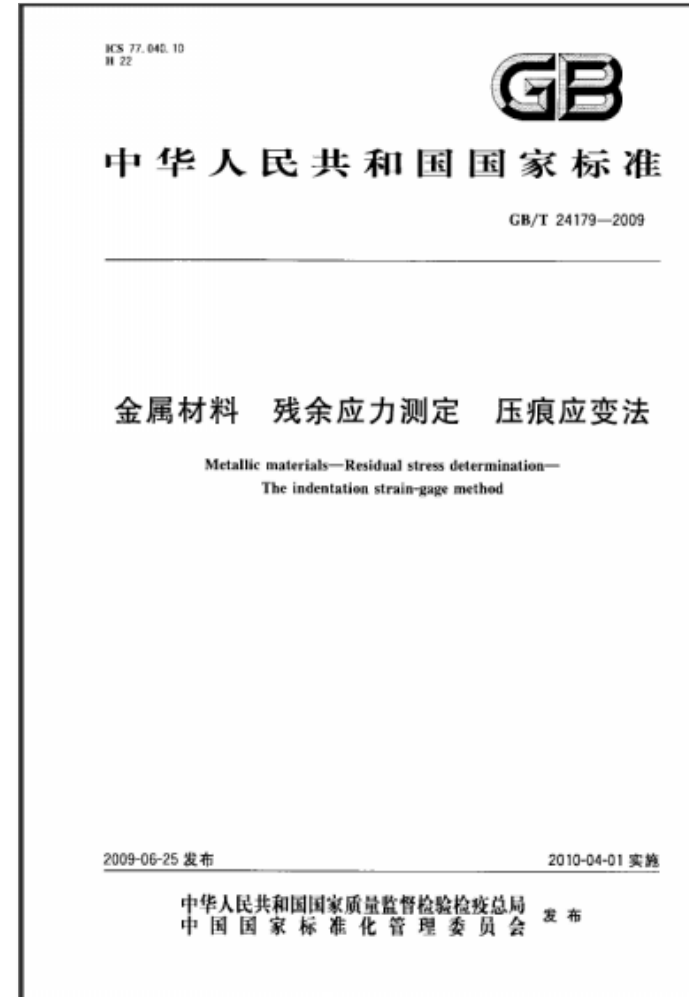 ICS 77.040.10
H 22
GB
中华人民共和国国家标准
GB/T 24179—2009
金属材料 残余应力测定 压痕应变法
Metallic materials—Residual stress determination—
The indentation strain-gage method
2009-06-25 发布
2010-04-01 实施
中华人民共和国国家质量监督检验检疫总局
中国国家标准化管理委员会
发布